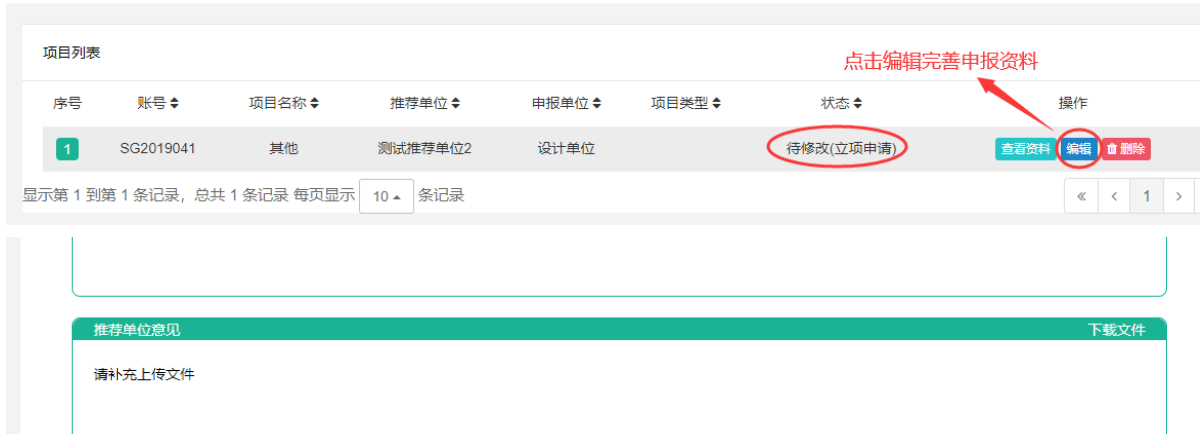 项目列表
点击编辑完善申报资料
序号 账号 项目名称 推荐单位 申报单位 项目类型 状态 操作
1 SG2019041 其他 测试推荐单位2 设计单位 待修改(立项申请) 查看资料 编辑 删除
显示第 1 到第 1 条记录，总共 1 条记录 每页显示 10 条记录 « ‹ 1 ›
推荐单位意见 下载文件
请补充上传文件